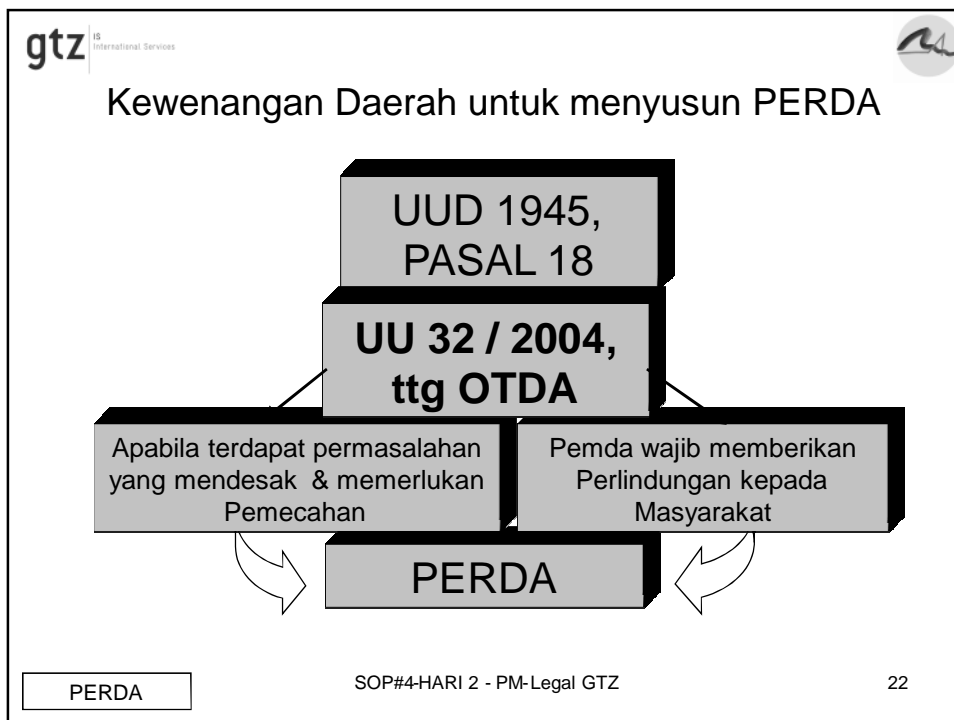 gtz IS
International Services
Kewenangan Daerah untuk menyusun PERDA
UUD 1945,
PASAL 18
UU 32 / 2004,
ttg OTDA
Apabila terdapat permasalahan
yang mendesak & memerlukan
Pemecahan
Pemda wajib memberikan
Perlindungan kepada
Masyarakat
PERDA
PERDA
SOP#4-HARI 2 - PM-Legal GTZ
22